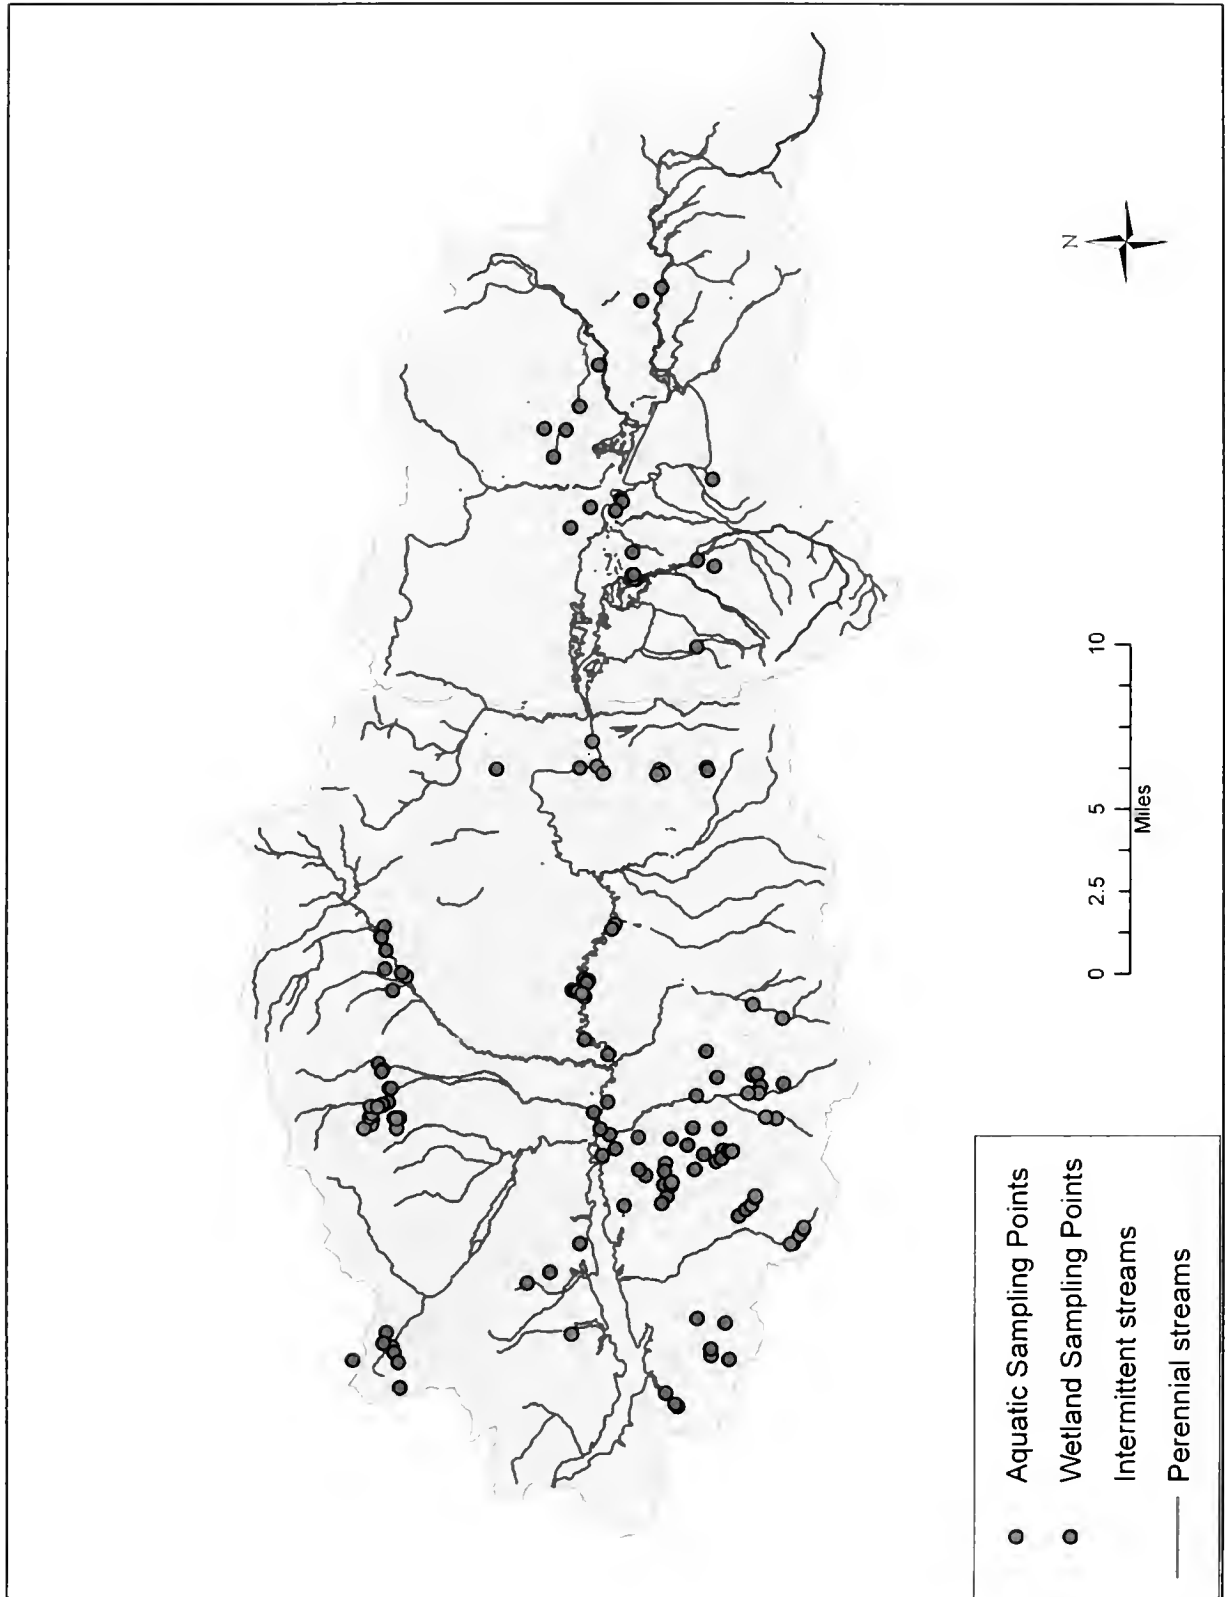 N
0 2.5 5 10
Miles
Aquatic Sampling Points
Wetland Sampling Points
Intermittent streams
Perennial streams